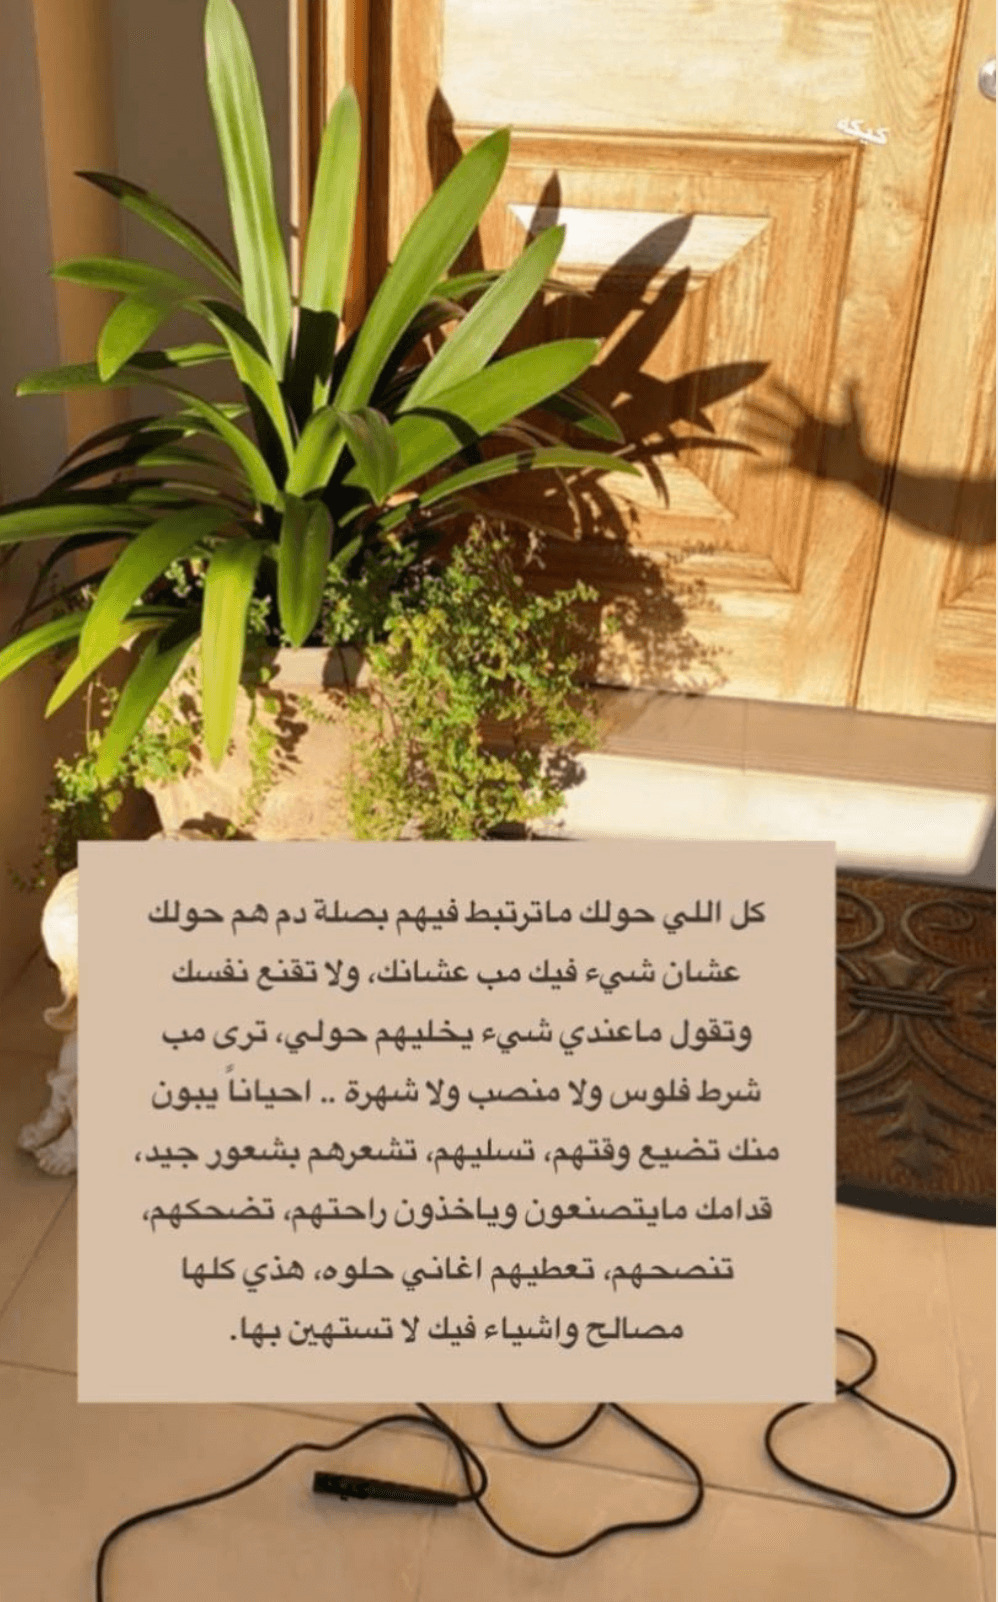 كيكه
كل اللي حولك ماترتبط فيهم بصلة دم هم حولك
عشان شيء فيك مب عشانك، ولا تقنع نفسك
وتقول ماعندي شيء يخليهم حولي، ترى مب
شرط فلوس ولا منصب ولا شهرة .. احياناً يبون
منك تضيع وقتهم، تسليهم، تشعرهم بشعور جيد،
قدامك مايتصنعون وياخذون راحتهم، تضحكهم،
تنصحهم، تعطيهم اغاني حلوه، هذي كلها
مصالح واشياء فيك لا تستهين بها.